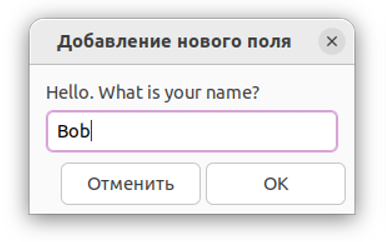 Добавление нового поля
Hello. What is your name?
Bob
Отменить OK